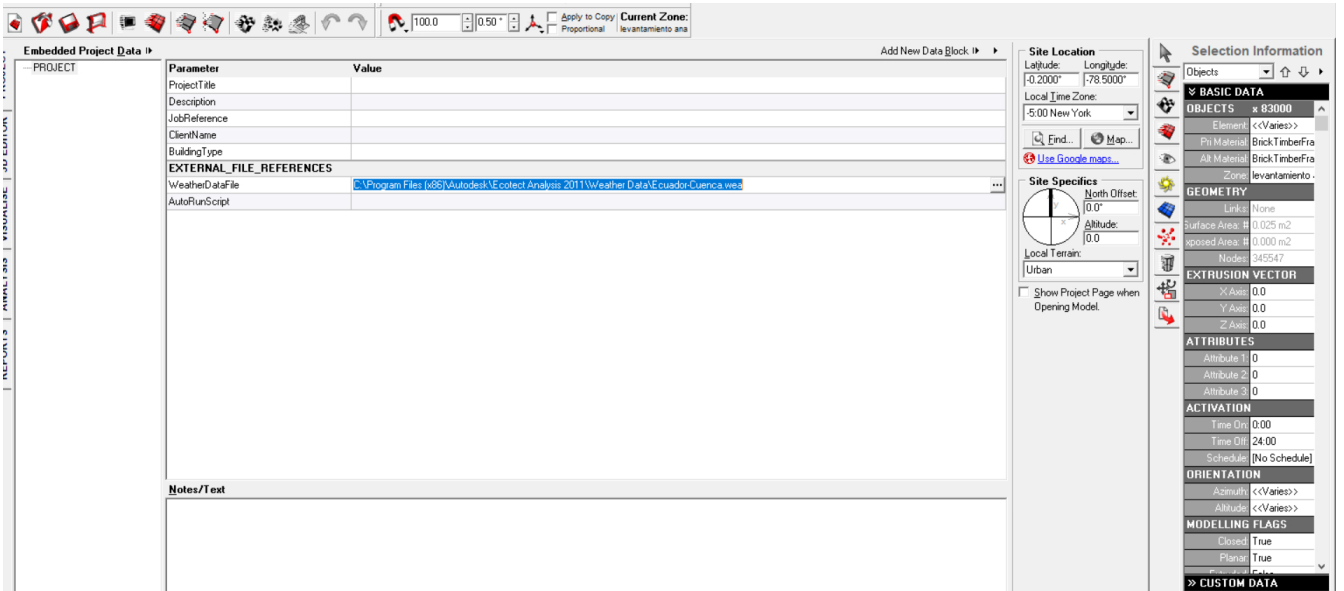 100.0
0.50 °
Apply to Copy
Proportional
Current Zone:
levantamiento ana
Embedded Project Data
Add New Data Block
PROJECT
Parameter Value
ProjectTitle
Description
JobReference
ClientName
BuildingType
EXTERNAL_FILE_REFERENCES
WeatherDataFile C:\Program Files (x86)\Autodesk\Ecotect Analysis 2011\Weather Data\Ecuador-Cuenca.wea ...
AutoRunScript
Notes/Text
3D EDITOR
VISUALISE
ANALYSIS
REPORTS
Site Location
Latitude: Longityde:
-0.2000° -78.5000°
Local Time Zone:
-5:00 New York
Find... Map...
Use Google maps...
Site Specifics
North Offset:
0.0°
y
x
Altitude:
0.0
Local Terrain:
Urban
Show Project Page when
Opening Model.
Selection Information
Objects
BASIC DATA
OBJECTS x 83000
Element: <<Varies>>
Pri Material: BrickTimberFra
Alt Material: BrickTimberFra
Zone: levantamiento
GEOMETRY
Links: None
Surface Area: # 0.025 m2
xposed Area: # 0.000 m2
Nodes: 345547
EXTRUSION VECTOR
X Axis: 0.0
Y Axis: 0.0
Z Axis: 0.0
ATTRIBUTES
Attribute 1: 0
Attribute 2: 0
Attribute 3: 0
ACTIVATION
Time On: 0:00
Time Off: 24:00
Schedule: [No Schedule]
ORIENTATION
Azimuth: <<Varies>>
Altitude: <<Varies>>
MODELLING FLAGS
Closed: True
Planar: True
CUSTOM DATA